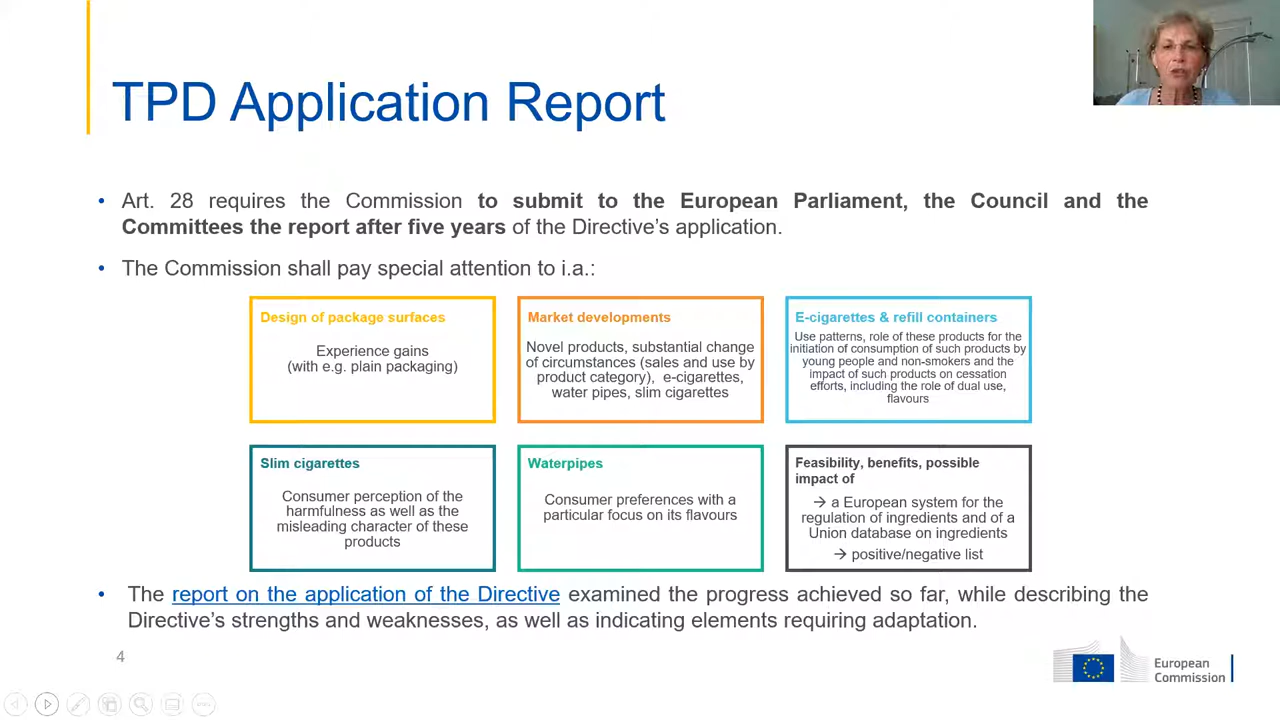 TPD Application Report
• Art. 28 requires the Commission to submit to the European Parliament, the Council and the
Committees the report after five years of the Directive's application.
• The Commission shall pay special attention to i.a.:
Design of package surfaces
Experience gains
(with e.g. plain packaging)
Market developments
Novel products, substantial change
of circumstances (sales and use by
product category), e-cigarettes,
water pipes, slim cigarettes
E-cigarettes & refill containers
Use patterns, role of these products for the
initiation of consumption of such products by
young people and non-smokers and the
impact of such products on cessation
efforts, including the role of dual use,
flavours
Slim cigarettes
Consumer perception of the
harmfulness as well as the
misleading character of these
products
Waterpipes
Consumer preferences with a
particular focus on its flavours
Feasibility, benefits, possible
impact of
→ a European system for the
regulation of ingredients and of a
Union database on ingredients
→ positive/negative list
• The report on the application of the Directive examined the progress achieved so far, while describing the
Directive's strengths and weaknesses, as well as indicating elements requiring adaptation.
4
European
Commission